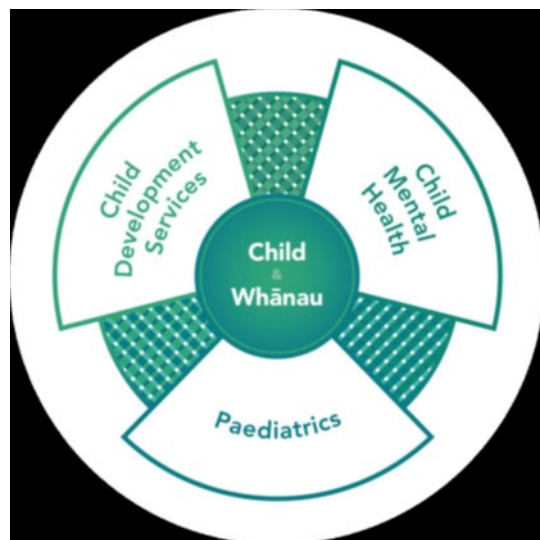 Child
Development
Services
Child
Mental
Health
Child
&
Whānau
Paediatrics